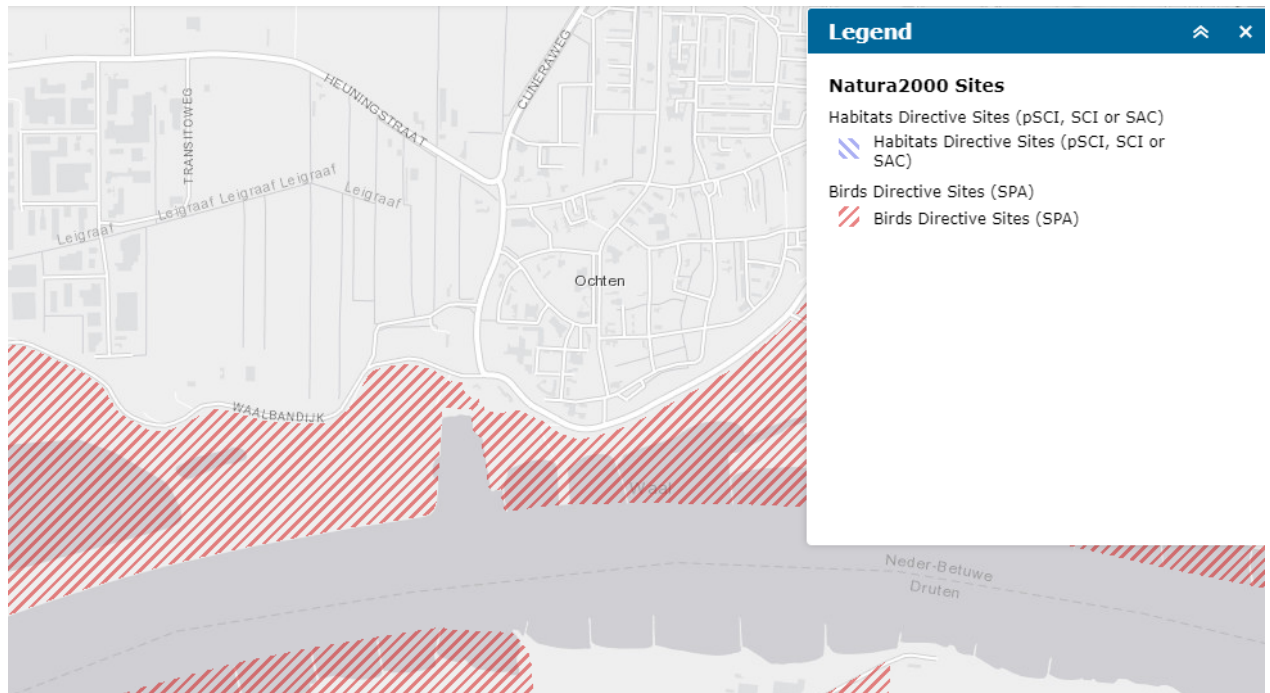 Legend
Natura2000 Sites
Habitats Directive Sites (pSCI, SCI or SAC)
Habitats Directive Sites (pSCI, SCI or
SAC)
Birds Directive Sites (SPA)
Birds Directive Sites (SPA)
CUNERAWEG
HEUNINGSTRAAT
TRANSITOWEG
Leigraaf Leigraaf Leigraaf
Leigraaf
Leigraaf
Ochten
WAALBANDIJK
Waal
Neder-Betuwe
Druten